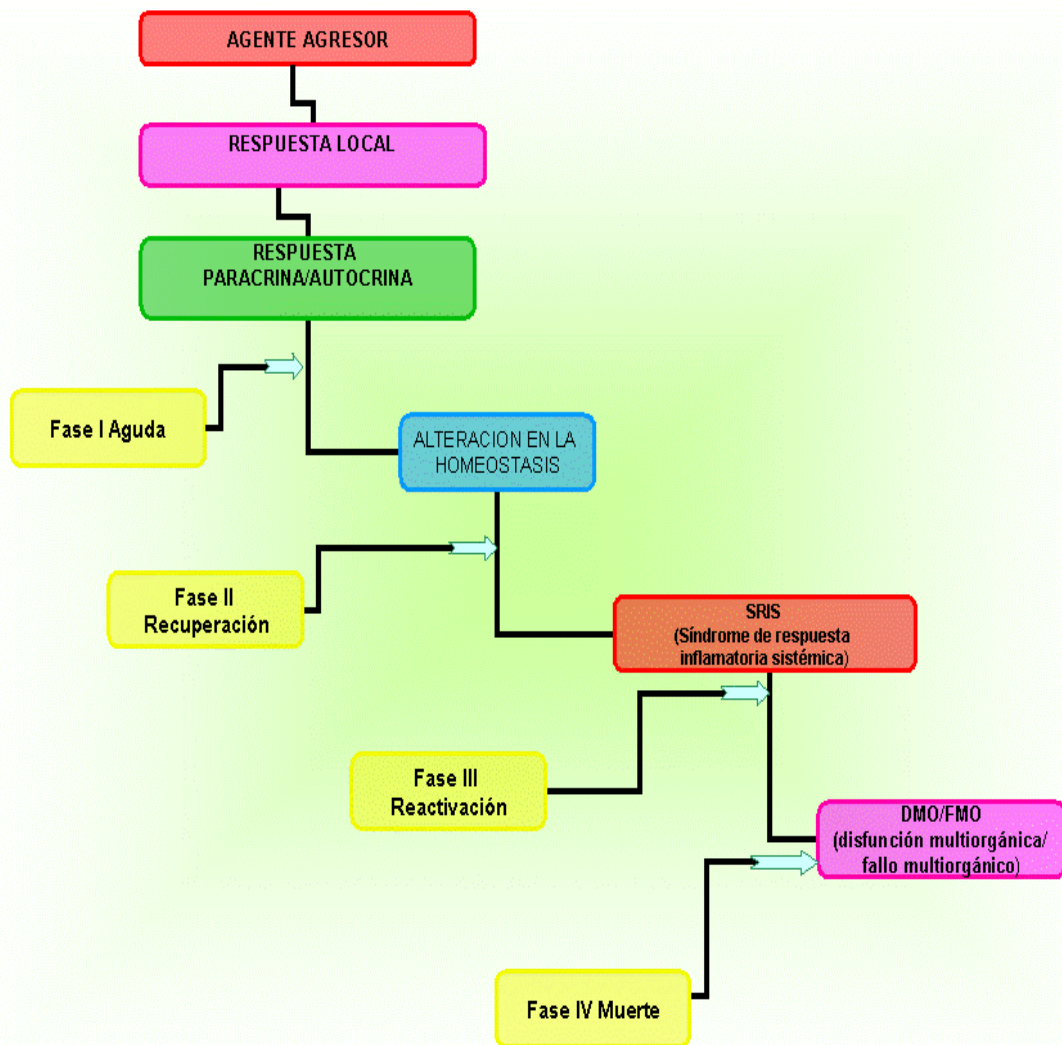 AGENTE AGRESOR
RESPUESTA LOCAL
RESPUESTA
PARACRINA/AUTOCRINA
Fase I Aguda
ALTERACION EN LA
HOMEOSTASIS
Fase II
Recuperación
SRIS
(Síndrome de respuesta
inflamatoria sistémica)
Fase III
Reactivación
DMO/FMO
(disfunción multiorgánica/
fallo multiorgánico)
Fase IV Muerte